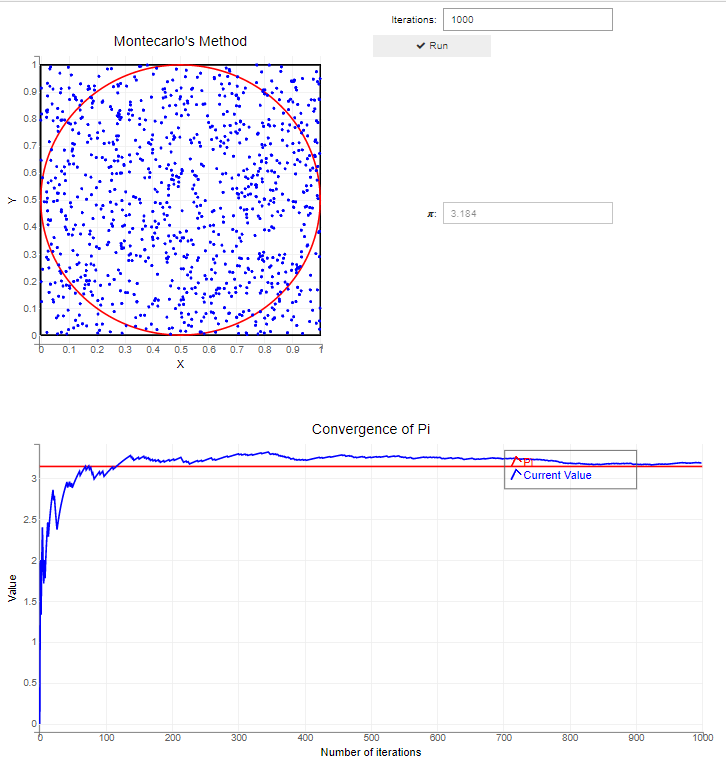 Iterations: 1000
✔ Run
Montecarlo's Method
1
0.9
0.8
0.7
0.6
0.5
0.4
0.3
0.2
0.1
0
Y
0 0.1 0.2 0.3 0.4 0.5 0.6 0.7 0.8 0.9 1
X
π: 3.184
Convergence of Pi
Pi
Current Value
3
2.5
2
1.5
1
0.5
0
Value
0 100 200 300 400 500 600 700 800 900 1000
Number of iterations